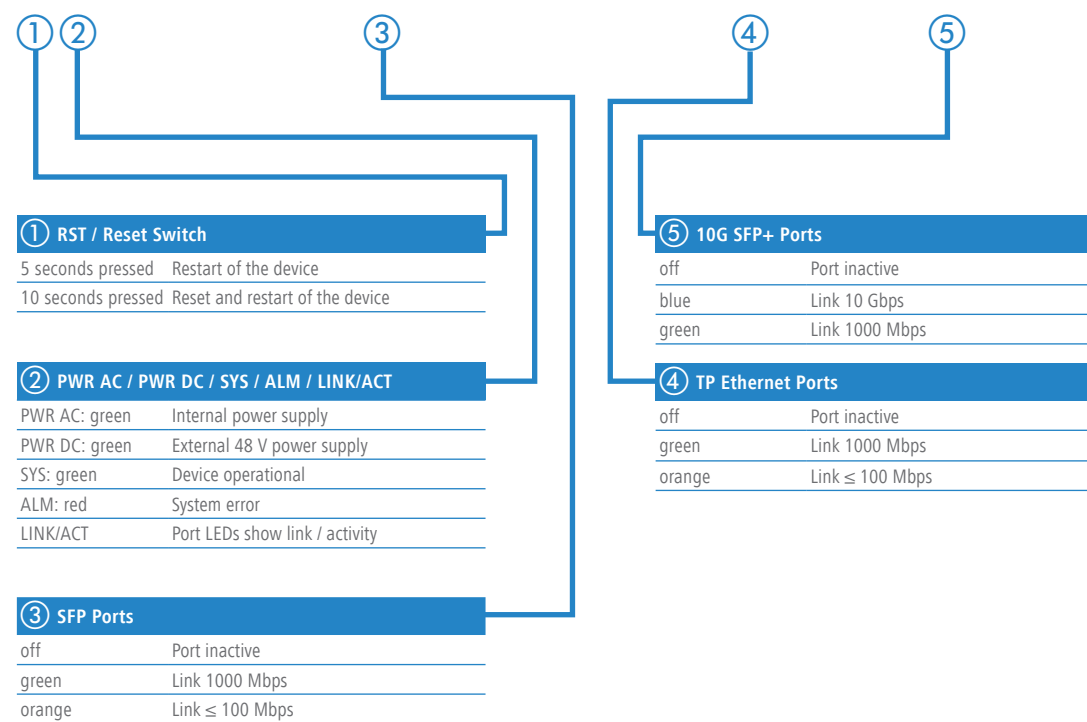 ① ② ③ ④ ⑤
① RST / Reset Switch
5 seconds pressed Restart of the device
10 seconds pressed Reset and restart of the device
② PWR AC / PWR DC / SYS / ALM / LINK/ACT
PWR AC: green Internal power supply
PWR DC: green External 48 V power supply
SYS: green Device operational
ALM: red System error
LINK/ACT Port LEDs show link / activity
③ SFP Ports
off Port inactive
green Link 1000 Mbps
orange Link ≤ 100 Mbps
⑤ 10G SFP+ Ports
off Port inactive
blue Link 10 Gbps
green Link 1000 Mbps
④ TP Ethernet Ports
off Port inactive
green Link 1000 Mbps
orange Link ≤ 100 Mbps